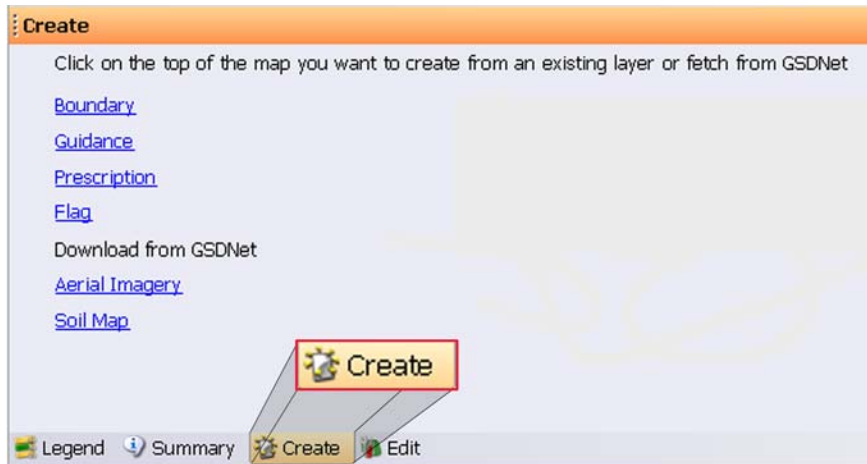 Create
Click on the top of the map you want to create from an existing layer or fetch from GSDNet
Boundary
Guidance
Prescription
Flag
Download from GSDNet
Aerial Imagery
Soil Map
Create
Legend Summary Create Edit